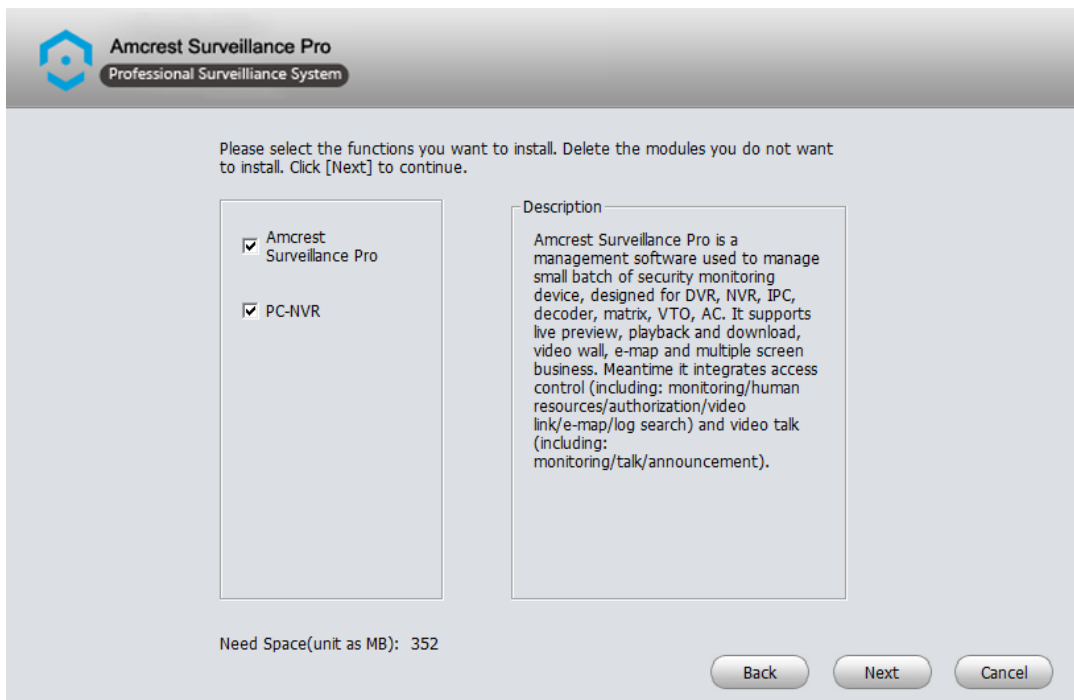 Amcrest Surveillance Pro
Professional Surveilliance System
Please select the functions you want to install. Delete the modules you do not want
to install. Click [Next] to continue.
Amcrest
Surveillance Pro
PC-NVR
Description
Amcrest Surveillance Pro is a
management software used to manage
small batch of security monitoring
device, designed for DVR, NVR, IPC,
decoder, matrix, VTO, AC. It supports
live preview, playback and download,
video wall, e-map and multiple screen
business. Meantime it integrates access
control (including: monitoring/human
resources/authorization/video
link/e-map/log search) and video talk
(including:
monitoring/talk/announcement).
Need Space(unit as MB): 352
Back Next Cancel